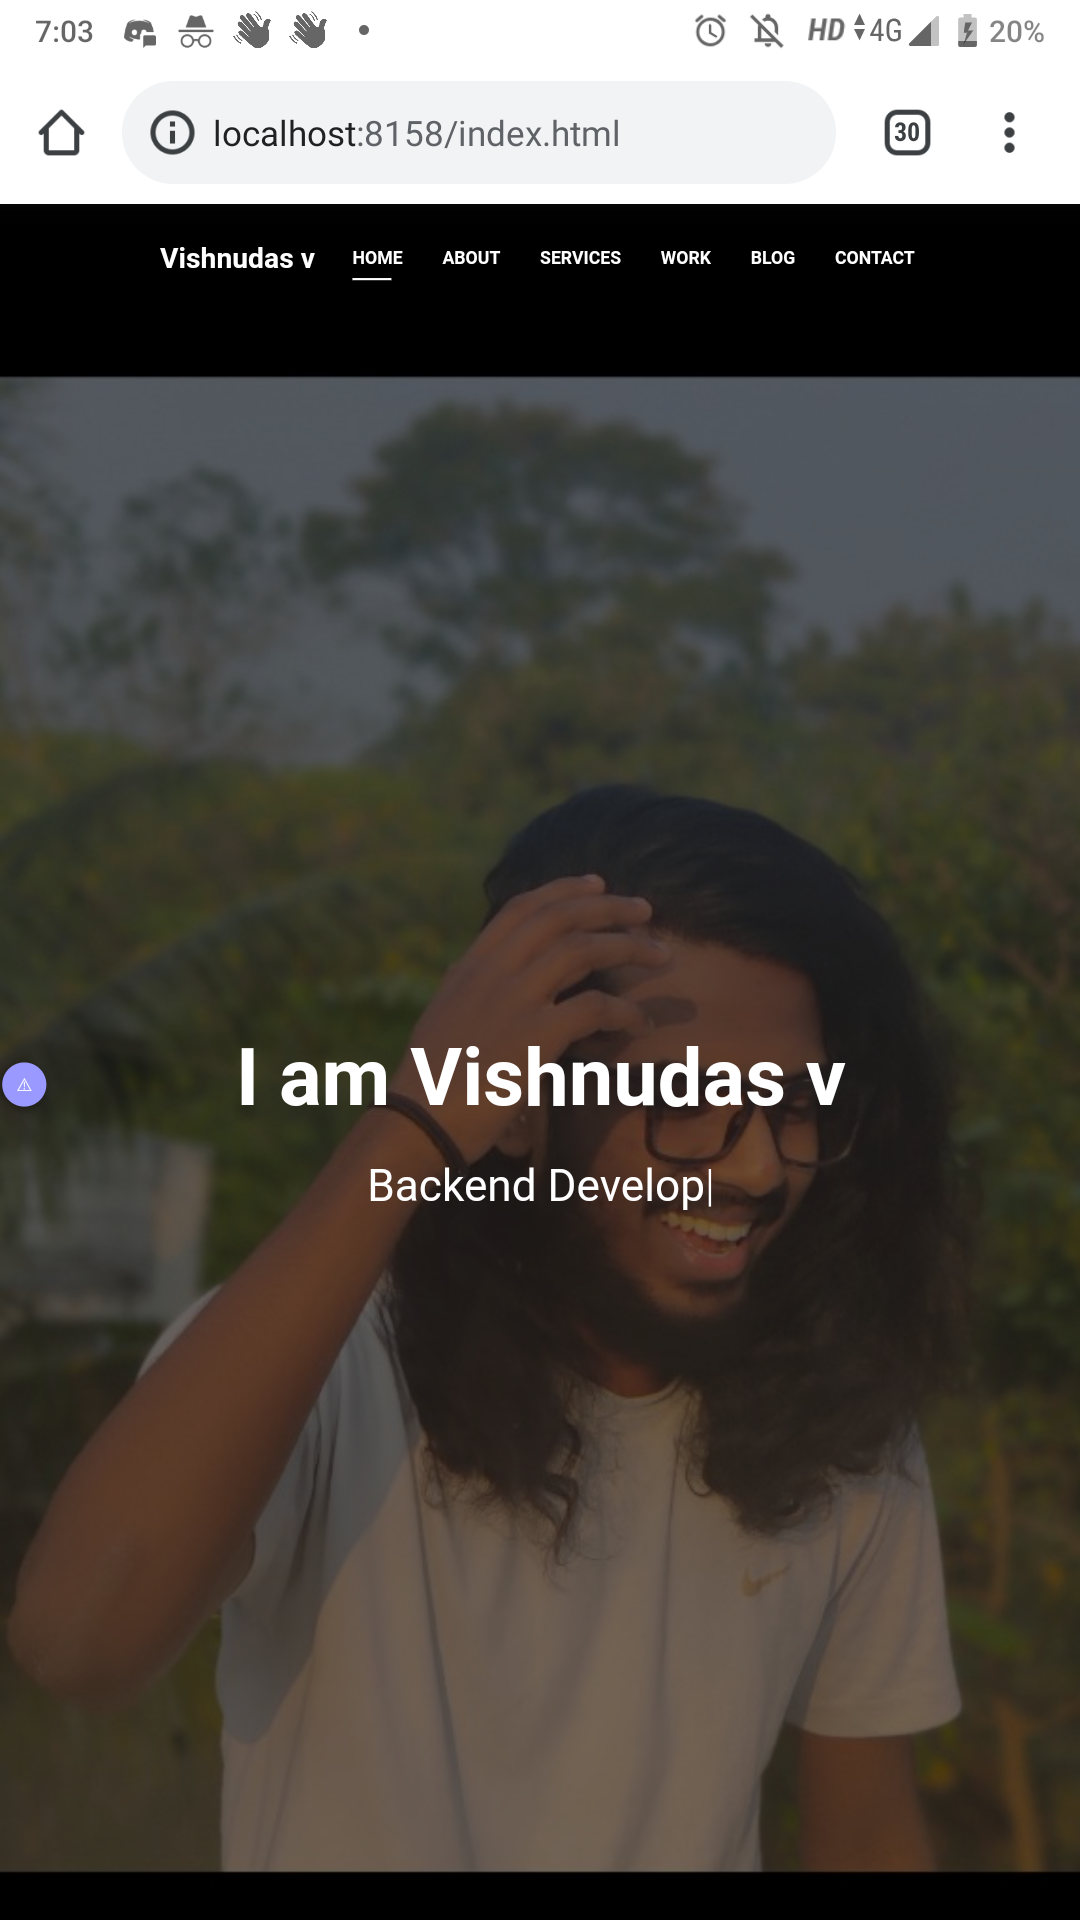 7:03 HD 4G 20%
localhost:8158/index.html 30
Vishnudas v HOME ABOUT SERVICES WORK BLOG CONTACT
I am Vishnudas v
Backend Develop|